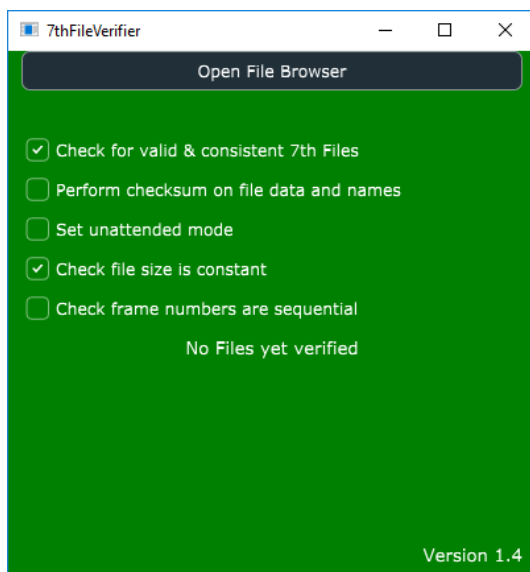 7thFileVerifier
Open File Browser
Check for valid & consistent 7th Files
Perform checksum on file data and names
Set unattended mode
Check file size is constant
Check frame numbers are sequential
No Files yet verified
Version 1.4